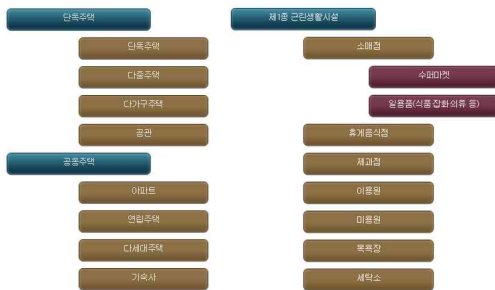 단독주택
단독주택
다중주택
다가구주택
공관
공동주택
아파트
연립주택
다세대주택
기숙사
제1종 근린생활시설
소매점
수퍼마켓
일용품(식품잡화의류 등)
휴게음식점
제과점
이용원
미용원
목욕장
세탁소